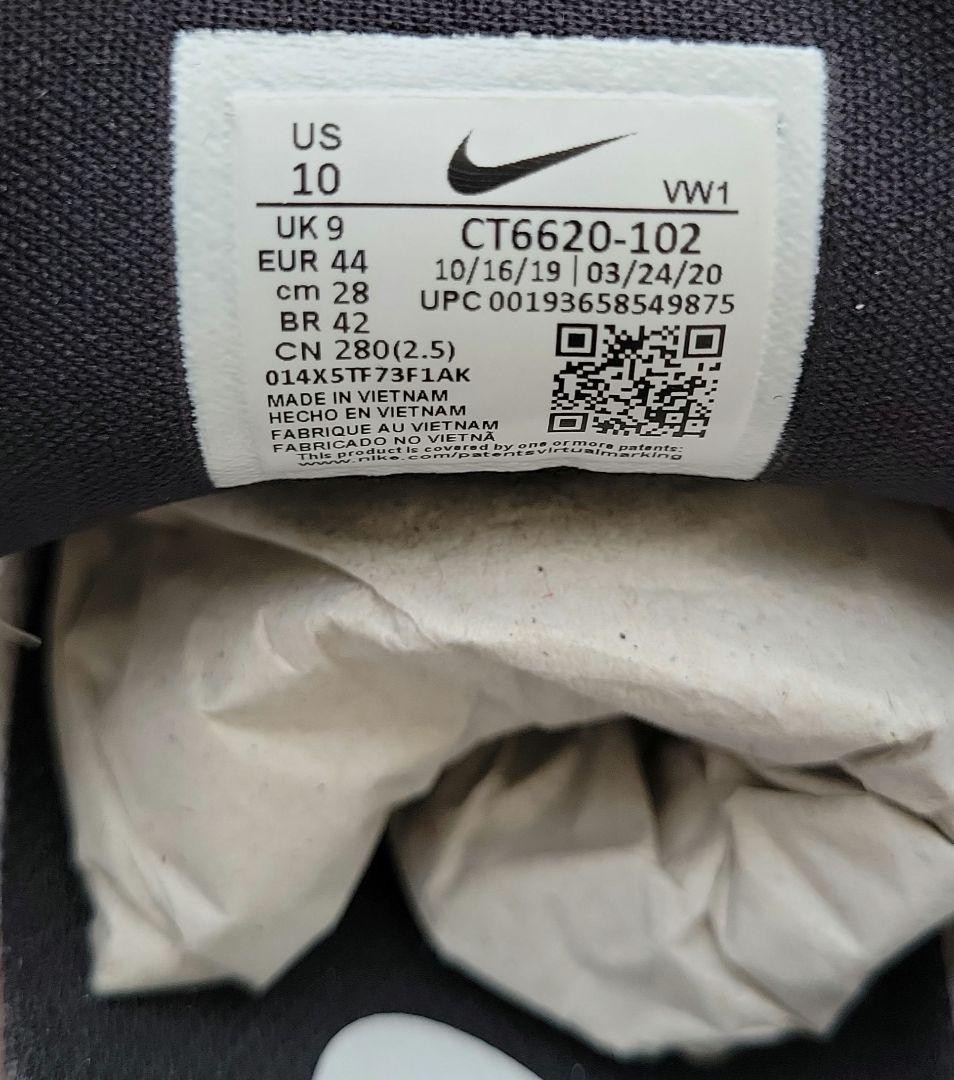 US
10
VW1
UK 9
EUR 44
cm 28
BR 42
CN 280(2.5)
CT6620-102
10/16/19 | 03/24/20
UPC 00193658549875
014X5TF73F1AK
MADE IN VIETNAM
HECHO EN VIETNAM
FABRIQUE AU VIETNAM
FABRICADO NO VIETNÃ
This product is covered by one or more patents:
www.nike.com/patentsvirtualmarking